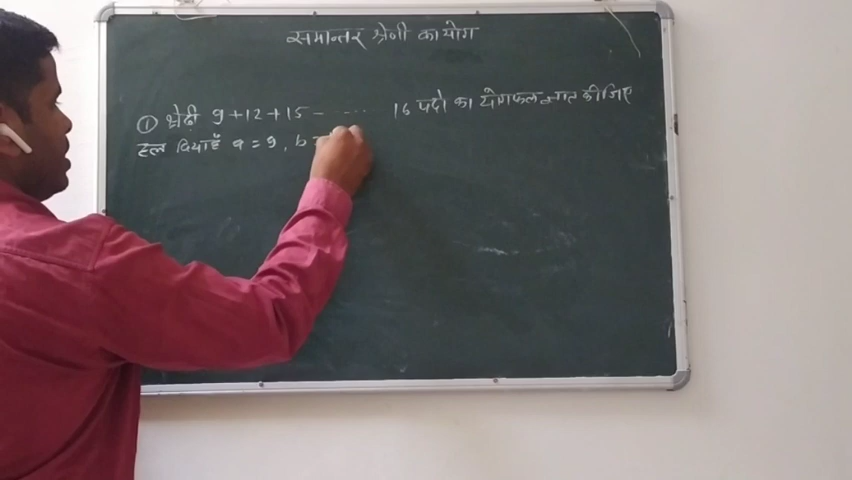 समान्तर श्रेणी का योग
① श्रेढ़ी 9+12+15 - - ... 16 पदो का योगफल ज्ञात कीजिए
हल दिया है a = 9, b =